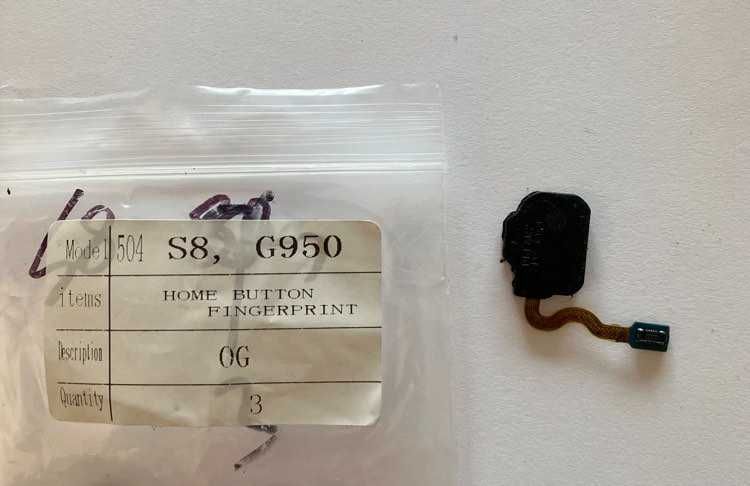 Model 504 S8, G950
items HOME BUTTON
FINGERPRINT
Description OG
Quantity 3